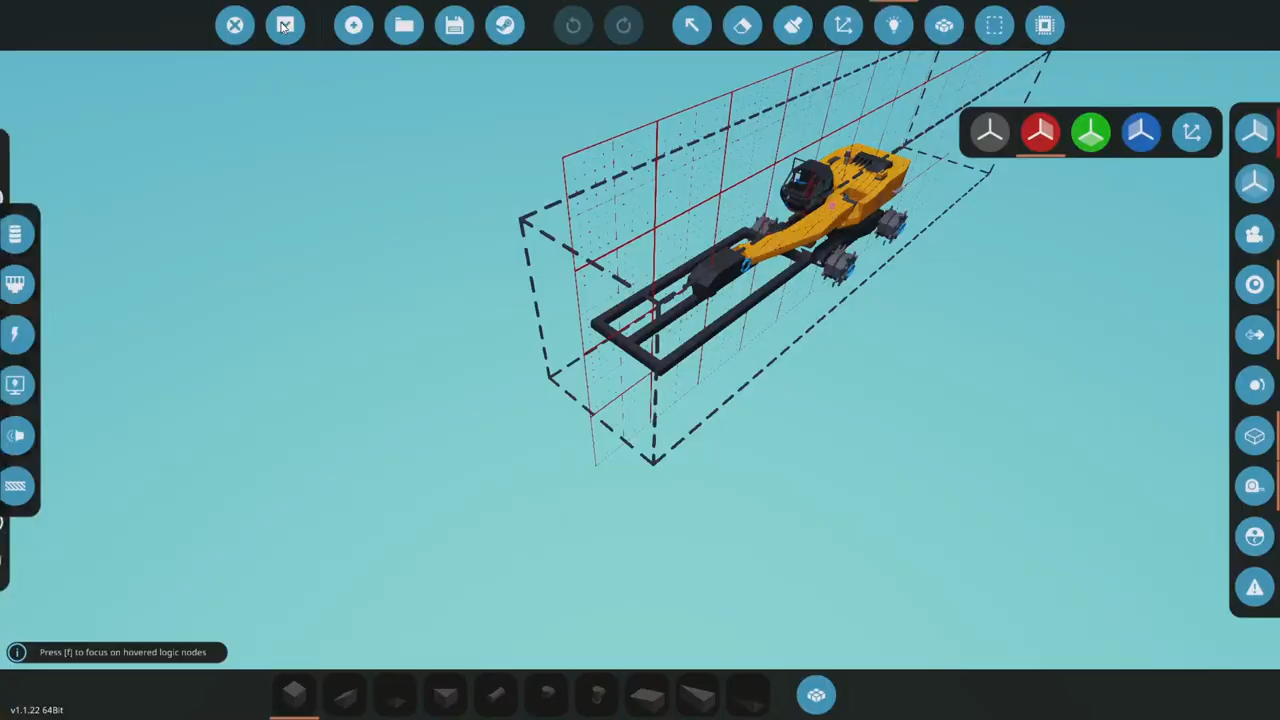 Press [f] to focus on hovered logic nodes
v1.1.22 64Bit